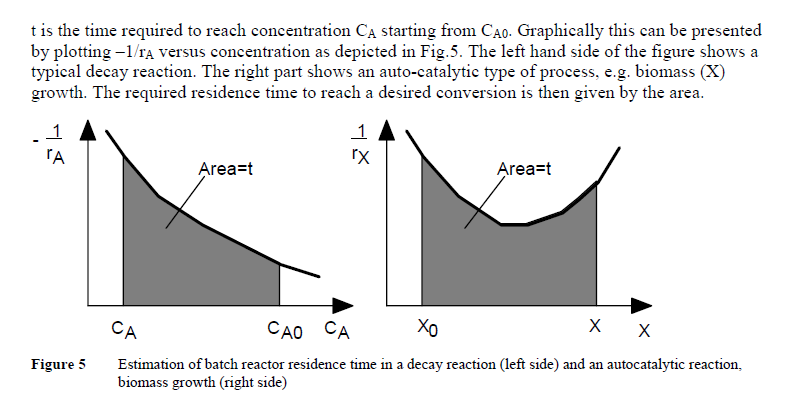 t is the time required to reach concentration CA starting from CA0. Graphically this can be presented
by plotting –1/rA versus concentration as depicted in Fig.5. The left hand side of the figure shows a
typical decay reaction. The right part shows an auto-catalytic type of process, e.g. biomass (X)
growth. The required residence time to reach a desired conversion is then given by the area.
- 1
rA
Area=t
CA
CA0
CA
1
rX
Area=t
X0
X
X
Figure 5 Estimation of batch reactor residence time in a decay reaction (left side) and an autocatalytic reaction,
biomass growth (right side)